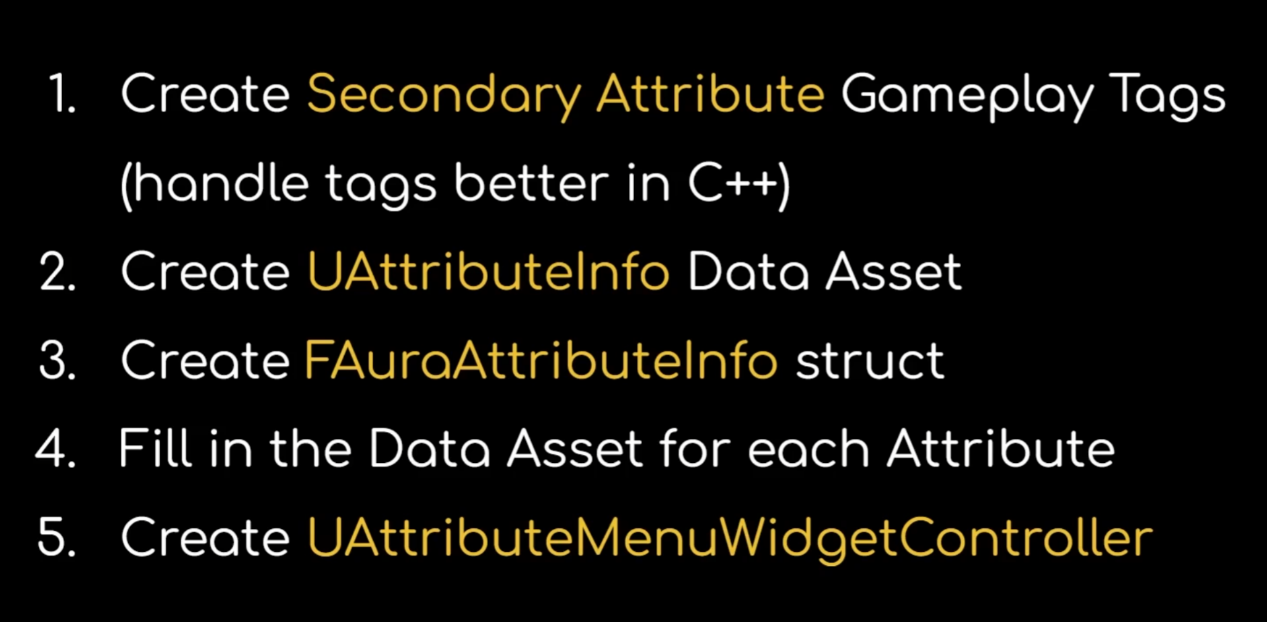 1. Create Secondary Attribute Gameplay Tags
(handle tags better in C++)
2. Create UAttributeInfo Data Asset
3. Create FAuraAttributeInfo struct
4. Fill in the Data Asset for each Attribute
5. Create UAttributeMenuWidgetController